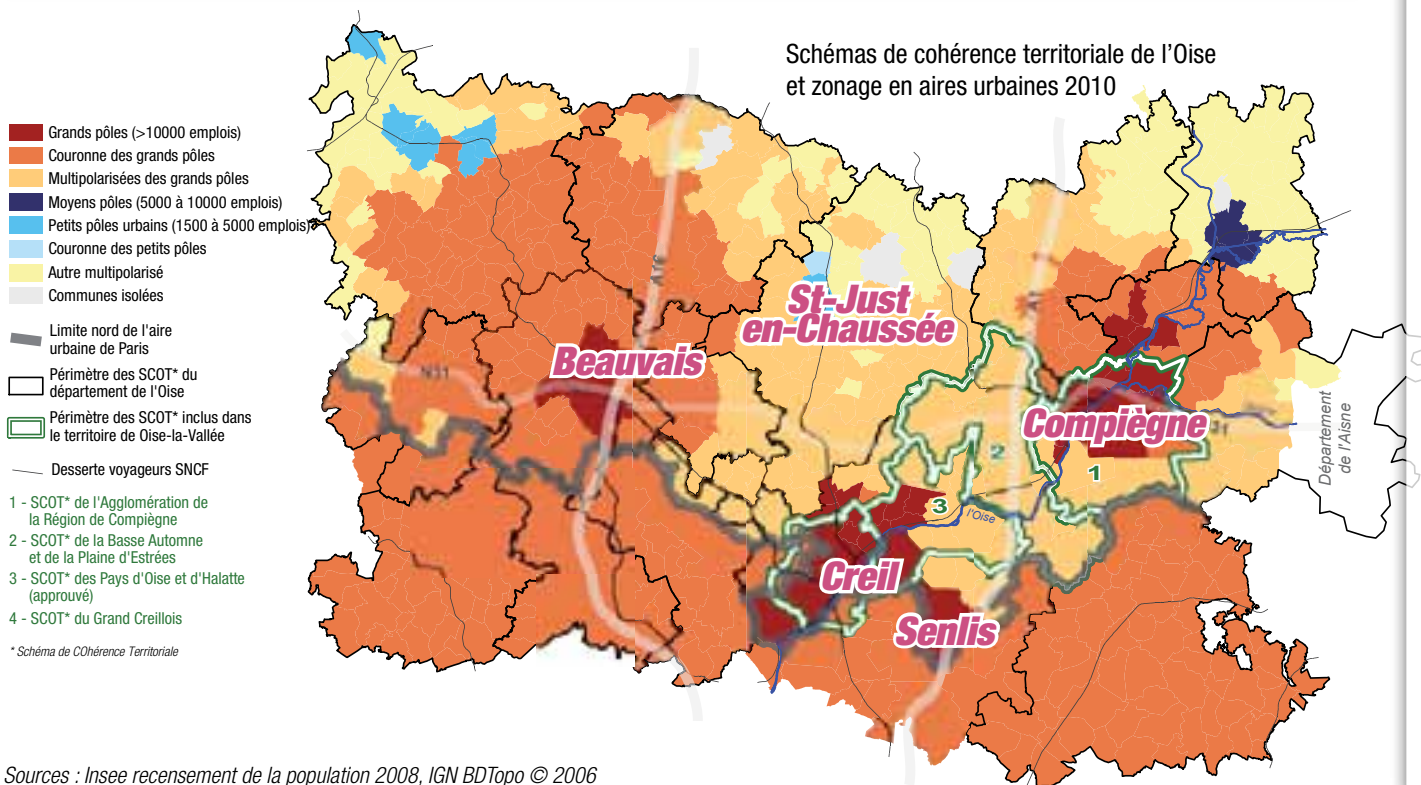 Schémas de cohérence territoriale de l'Oise
et zonage en aires urbaines 2010
Grands pôles (>10000 emplois)
Couronne des grands pôles
Multipolarisées des grands pôles
Moyens pôles (5000 à 10000 emplois)
Petits pôles urbains (1500 à 5000 emplois)
Couronne des petits pôles
Autre multipolarisé
Communes isolées
Limite nord de l'aire
urbaine de Paris
Périmètre des SCOT* du
département de l'Oise
Périmètre des SCOT* inclus dans
le territoire de Oise-la-Vallée
Desserte voyageurs SNCF
1 - SCOT* de l'Agglomération de
la Région de Compiègne
2 - SCOT* de la Basse Automne
et de la Plaine d'Estrées
3 - SCOT* des Pays d'Oise et d'Halatte
(approuvé)
4 - SCOT* du Grand Creillois
* Schéma de COhérence Territoriale
A16
St-Just
en-Chaussée
Beauvais
N31
Compiègne
Département
de l'Aisne
2
1
3
l'Oise
Creil
Senlis
Sources : Insee recensement de la population 2008, IGN BDTopo © 2006